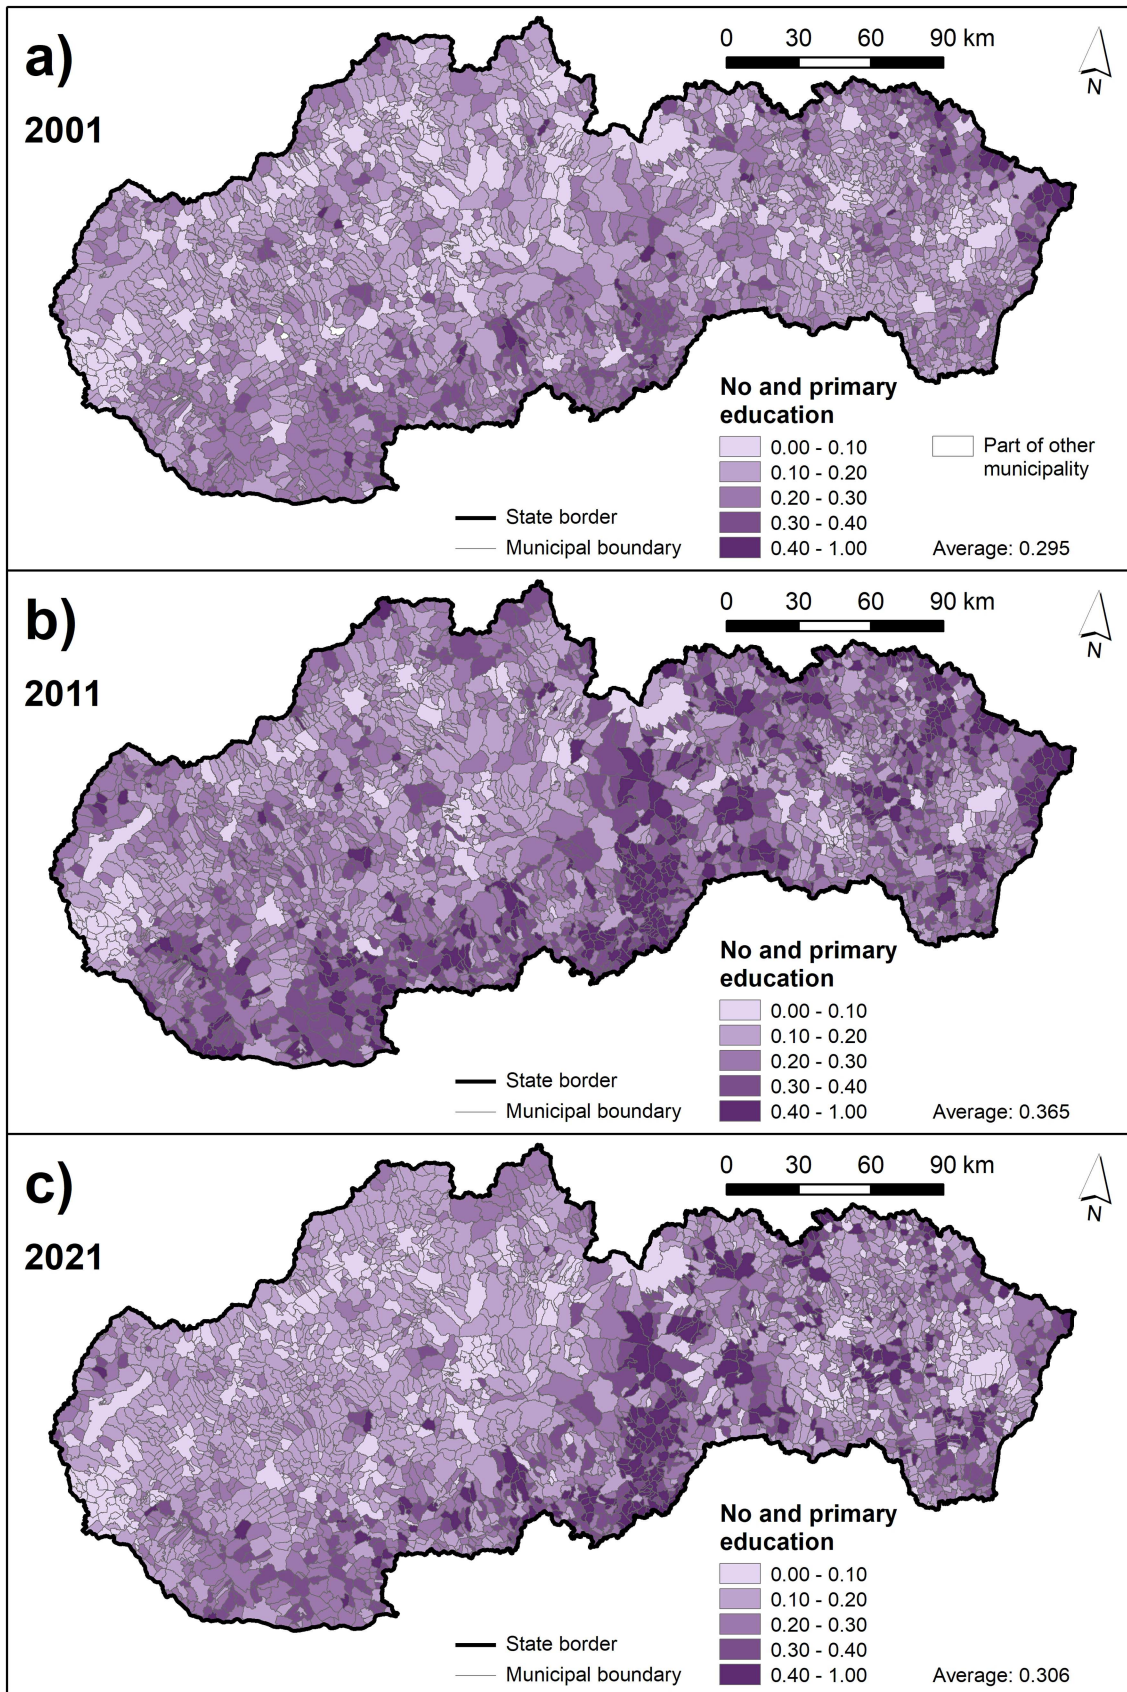 a)
2001
0 30 60 90 km
N
No and primary
education
0.00 - 0.10
0.10 - 0.20
0.20 - 0.30
0.30 - 0.40
0.40 - 1.00
Part of other
municipality
State border
Municipal boundary
Average: 0.295
b)
2011
0 30 60 90 km
N
No and primary
education
0.00 - 0.10
0.10 - 0.20
0.20 - 0.30
0.30 - 0.40
0.40 - 1.00
State border
Municipal boundary
Average: 0.365
c)
2021
0 30 60 90 km
N
No and primary
education
0.00 - 0.10
0.10 - 0.20
0.20 - 0.30
0.30 - 0.40
0.40 - 1.00
State border
Municipal boundary
Average: 0.306